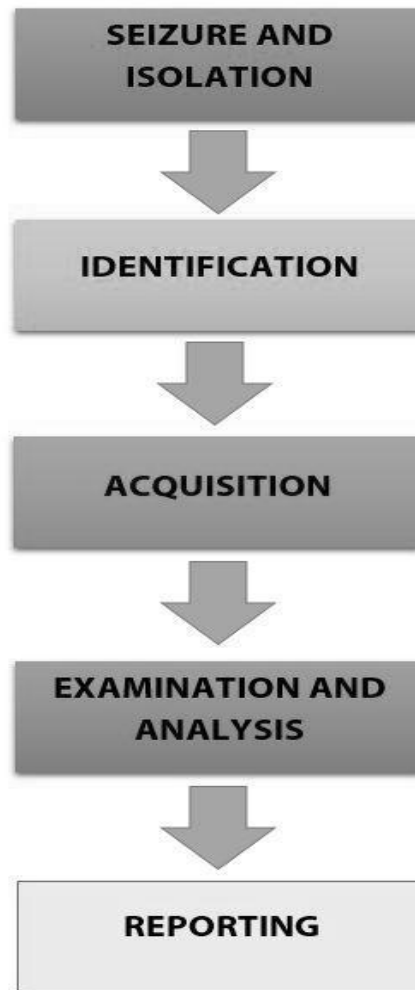 SEIZURE AND
ISOLATION
IDENTIFICATION
ACQUISITION
EXAMINATION AND
ANALYSIS
REPORTING